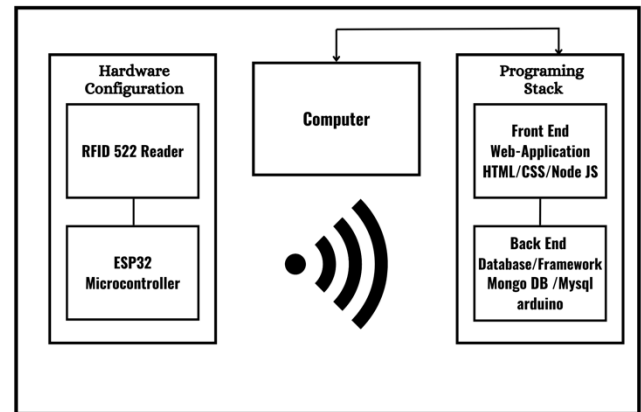 Hardware
Configuration
RFID 522 Reader
ESP32
Microcontroller
Computer
Programing
Stack
Front End
Web-Application
HTML/CSS/Node JS
Back End
Database/Framework
Mongo DB /Mysql
arduino